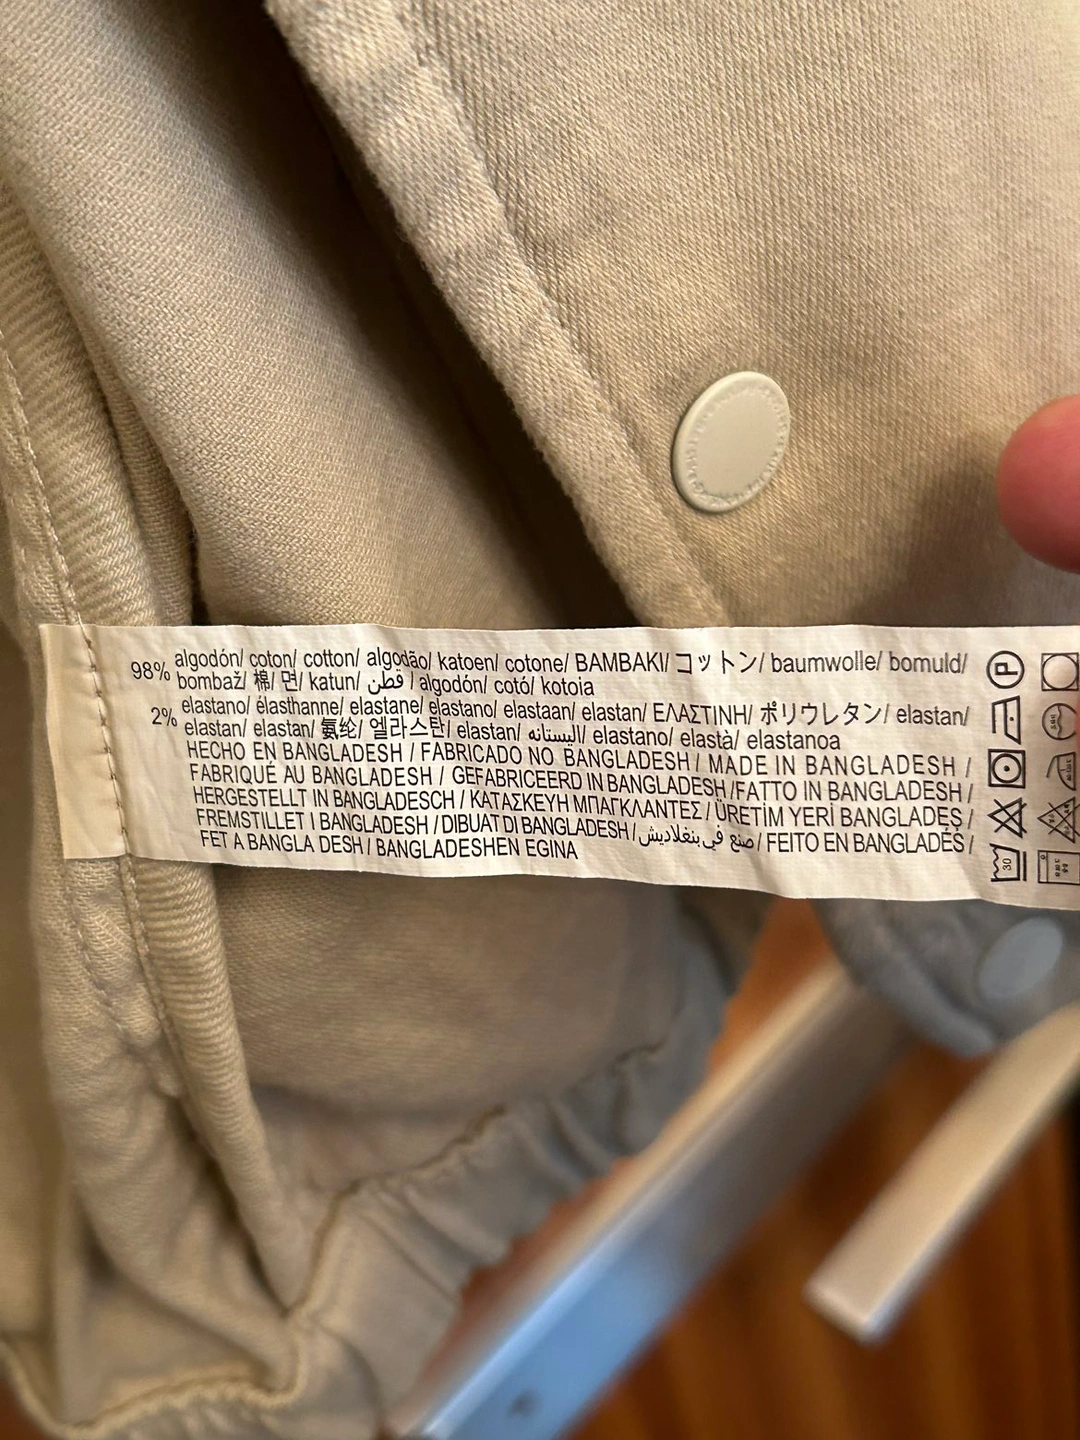 98% algodón/ coton/ cotton/ algodão/ katoen/ cotone/ BAMBAKI/ コットン/ baumwolle/ bomuld/
bombaž/ 棉/ 면/ katun/ قطن / algodón/ cotó/ kotoia
2% elastano/ élasthanne/ elastane/ elastano/ elastaan/ elastan/ ΕΛΑΣΤΙΝΗ/ ポリウレタン/ elastan/
elastan/ elastan/ 氨纶/ 엘라스탄/ elastan/ اليستانه/ elastano/ elastà/ elastanoa
HECHO EN BANGLADESH / FABRICADO NO BANGLADESH / MADE IN BANGLADESH /
FABRIQUÉ AU BANGLADESH / GEFABRICEERD IN BANGLADESH /FATTO IN BANGLADESH /
HERGESTELLT IN BANGLADESCH / ΚΑΤΑΣΚΕΥΗ ΜΠΑΓΚΛΑΝΤΕΣ / ÜRETİM YERİ BANGLADEŞ /
FREMSTILLET I BANGLADESH / DIBUAT DI BANGLADESH / صنع في بنغلاديش / FEITO EN BANGLADÉS /
FET A BANGLA DESH / BANGLADESHEN EGINA
P
30